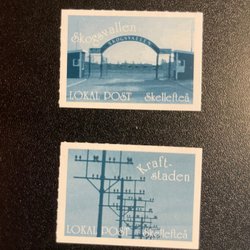 Skogsvallen
SKOGSVALLEN
LOKAL POST Skellefteå
Kraft-
staden
LOKAL POST Skellefteå